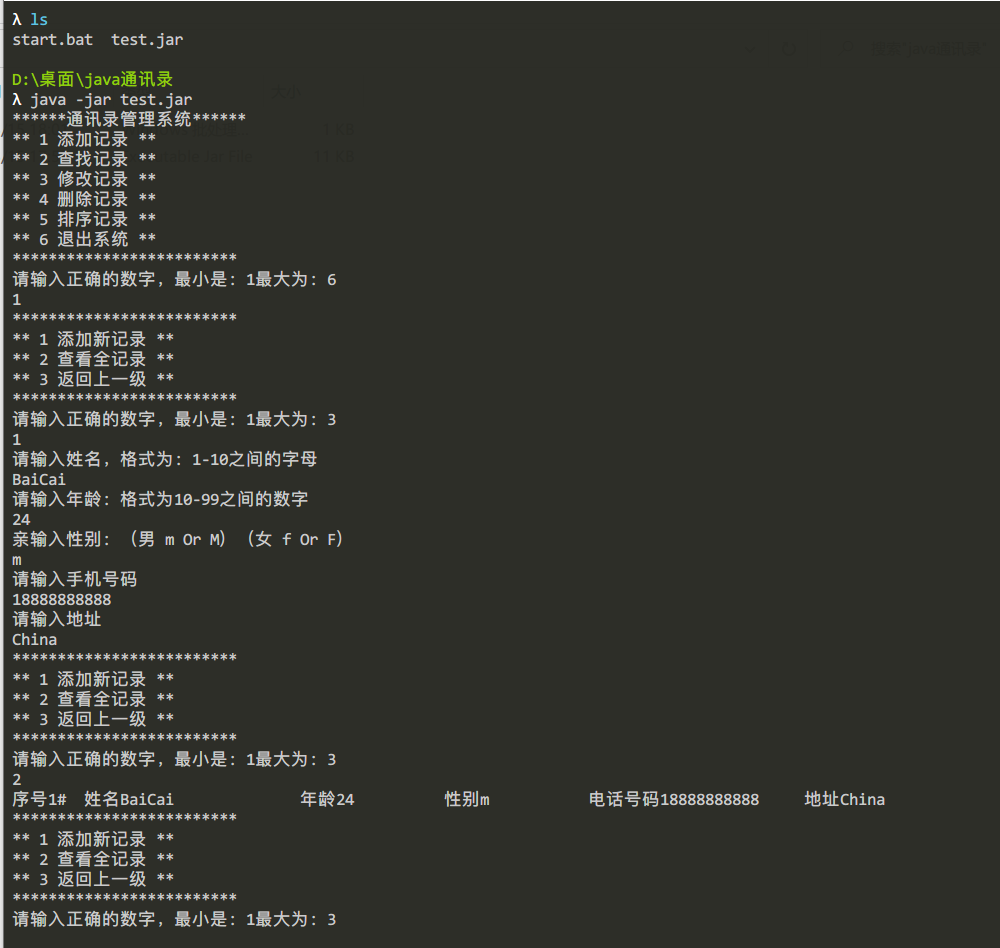 λ ls
start.bat  test.jar
D:\桌面\java通讯录
λ java -jar test.jar
******通讯录管理系统******
** 1 添加记录 **
** 2 查找记录 **
** 3 修改记录 **
** 4 删除记录 **
** 5 排序记录 **
** 6 退出系统 **
*************************
请输入正确的数字，最小是：1最大为：6
1
*************************
** 1 添加新记录 **
** 2 查看全记录 **
** 3 返回上一级 **
*************************
请输入正确的数字，最小是：1最大为：3
1
请输入姓名，格式为：1-10之间的字母
BaiCai
请输入年龄：格式为10-99之间的数字
24
亲输入性别：（男 m Or M）（女 f Or F）
m
请输入手机号码
18888888888
请输入地址
China
*************************
** 1 添加新记录 **
** 2 查看全记录 **
** 3 返回上一级 **
*************************
请输入正确的数字，最小是：1最大为：3
2
序号1#  姓名BaiCai              年龄24          性别m           电话号码18888888888     地址China
*************************
** 1 添加新记录 **
** 2 查看全记录 **
** 3 返回上一级 **
*************************
请输入正确的数字，最小是：1最大为：3